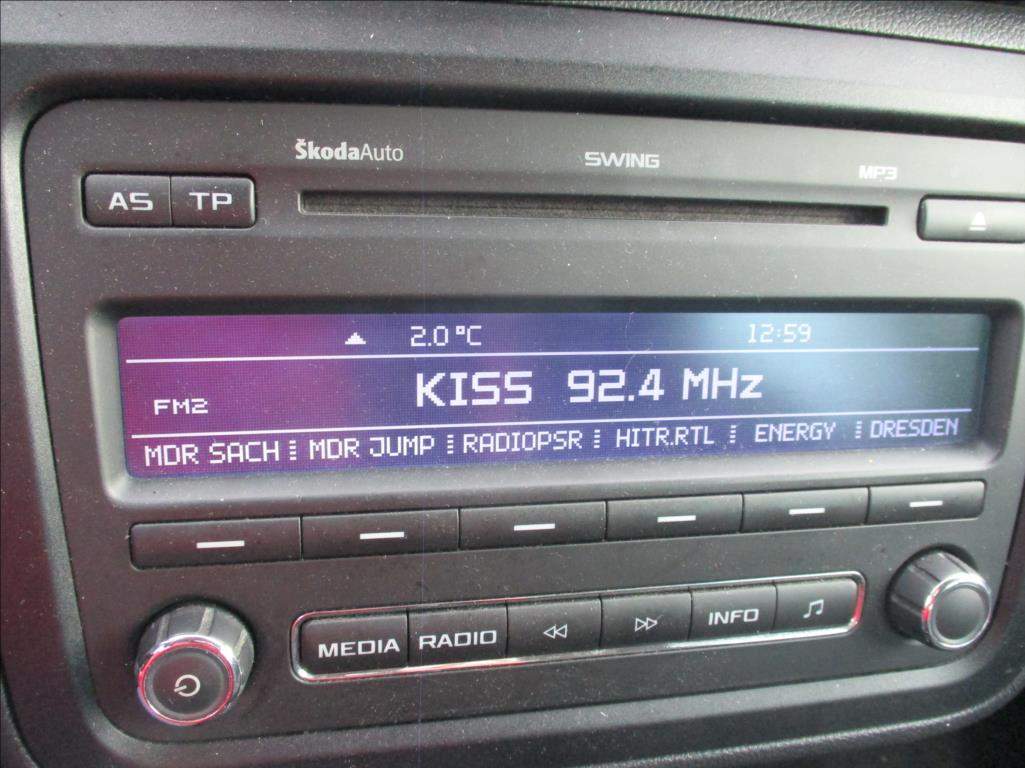 ŠkodaAuto SWING MP3
AS TP
2.0 °C 12:59
KISS 92.4 MHz
FM2
MDR SACH MDR JUMP RADIOPSR HITR.RTL ENERGY DRESDEN
MEDIA RADIO INFO